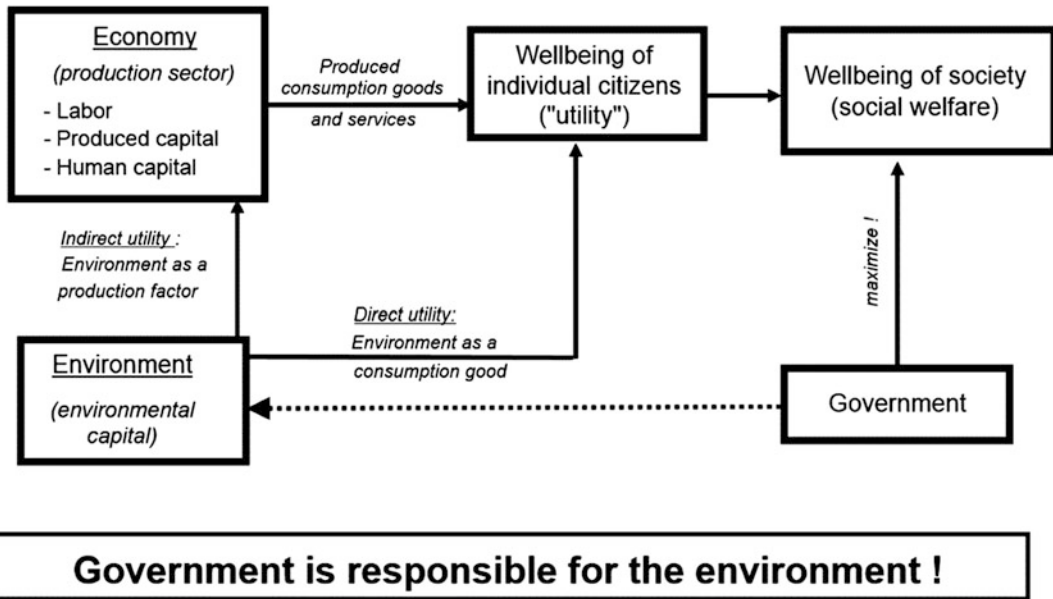 Economy
(production sector)
- Labor
- Produced capital
- Human capital
Produced
consumption goods
and services
Wellbeing of
individual citizens
("utility")
Wellbeing of society
(social welfare)
Indirect utility :
Environment as a
production factor
Direct utility:
Environment as a
consumption good
maximize !
Environment
(environmental
capital)
Government
Government is responsible for the environment !